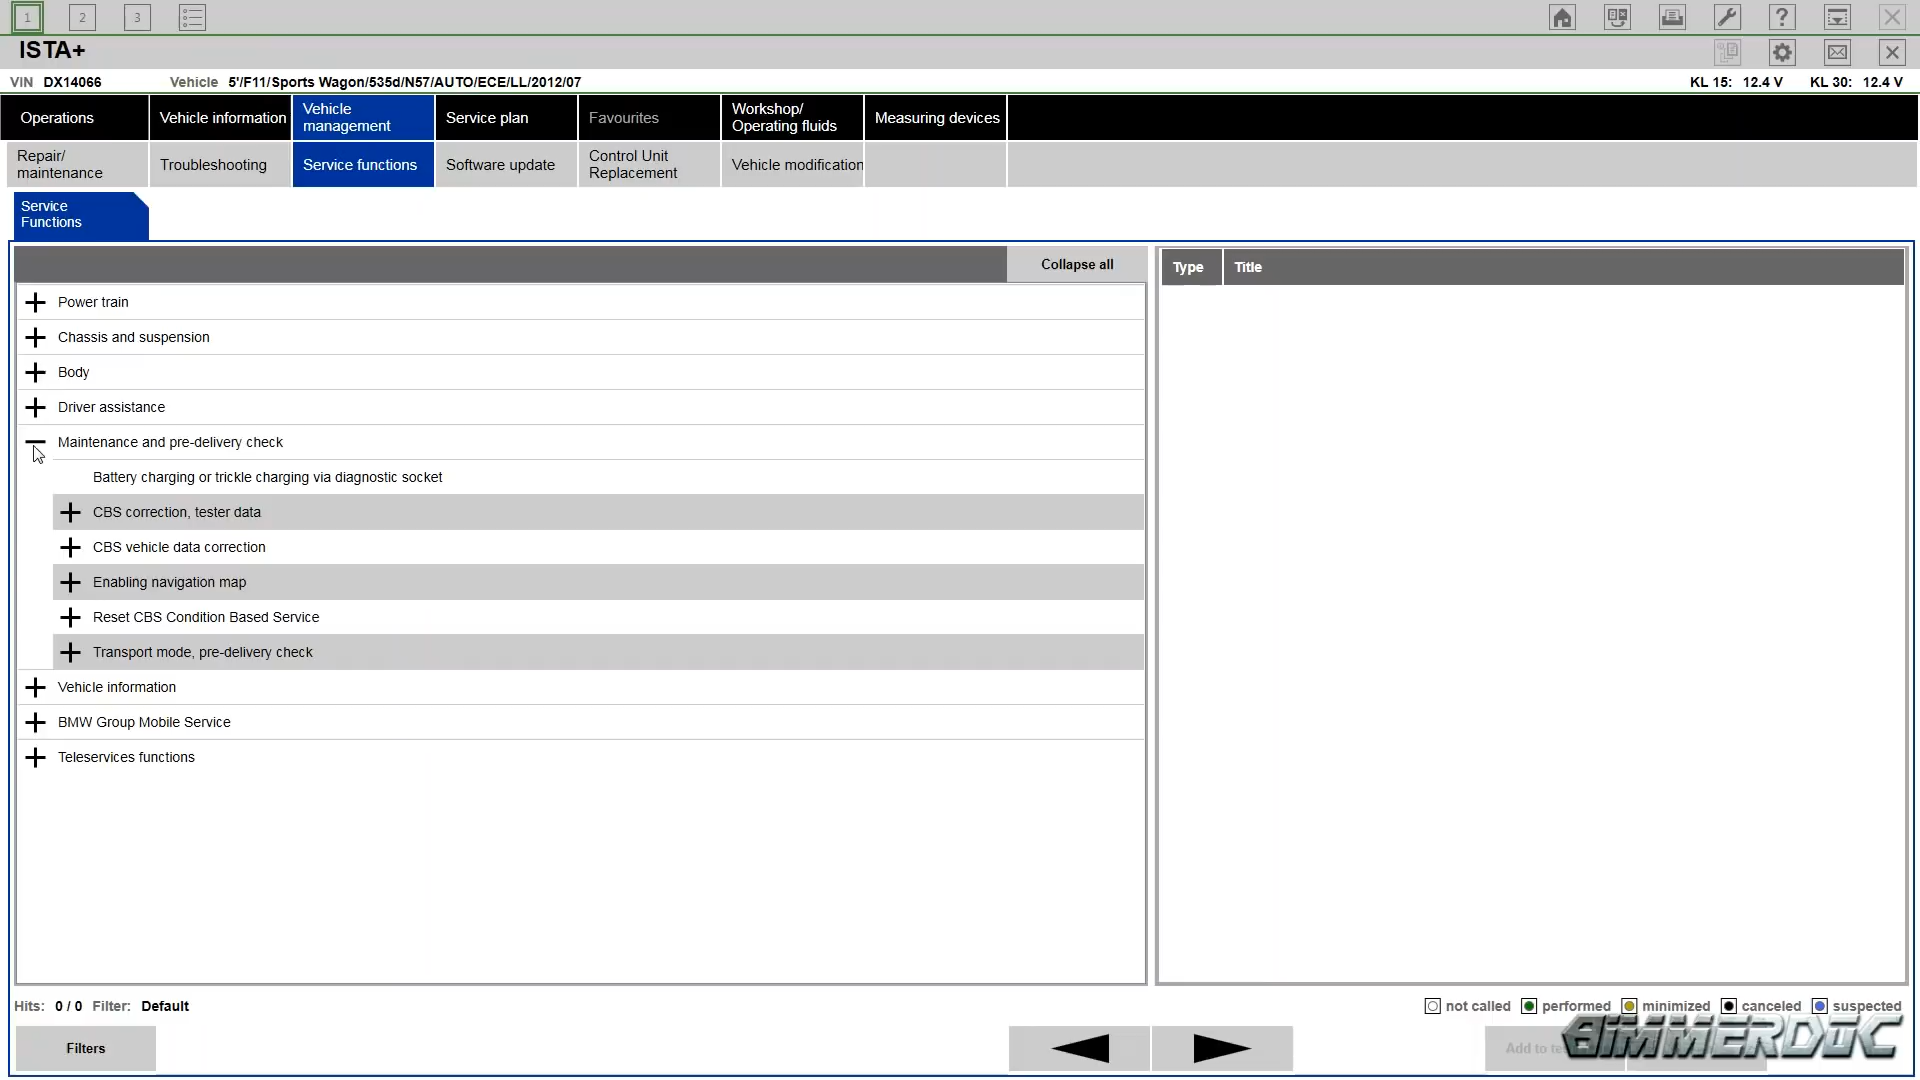 1 2 3
ISTA+
VIN DX14066 Vehicle 5'/F11/Sports Wagon/535d/N57/AUTO/ECE/LL/2012/07 KL 15: 12.4 V KL 30: 12.4 V
Operations
Vehicle information
Vehicle
management
Service plan
Favourites
Workshop/
Operating fluids
Measuring devices
Repair/
maintenance
Troubleshooting
Service functions
Software update
Control Unit
Replacement
Vehicle modification
Service
Functions
Collapse all
Type Title
Power train
Chassis and suspension
Body
Driver assistance
Maintenance and pre-delivery check
Battery charging or trickle charging via diagnostic socket
CBS correction, tester data
CBS vehicle data correction
Enabling navigation map
Reset CBS Condition Based Service
Transport mode, pre-delivery check
Vehicle information
BMW Group Mobile Service
Teleservices functions
Hits: 0 / 0 Filter: Default
not called performed minimized canceled suspected
Filters
Add to
BIMMERDOC